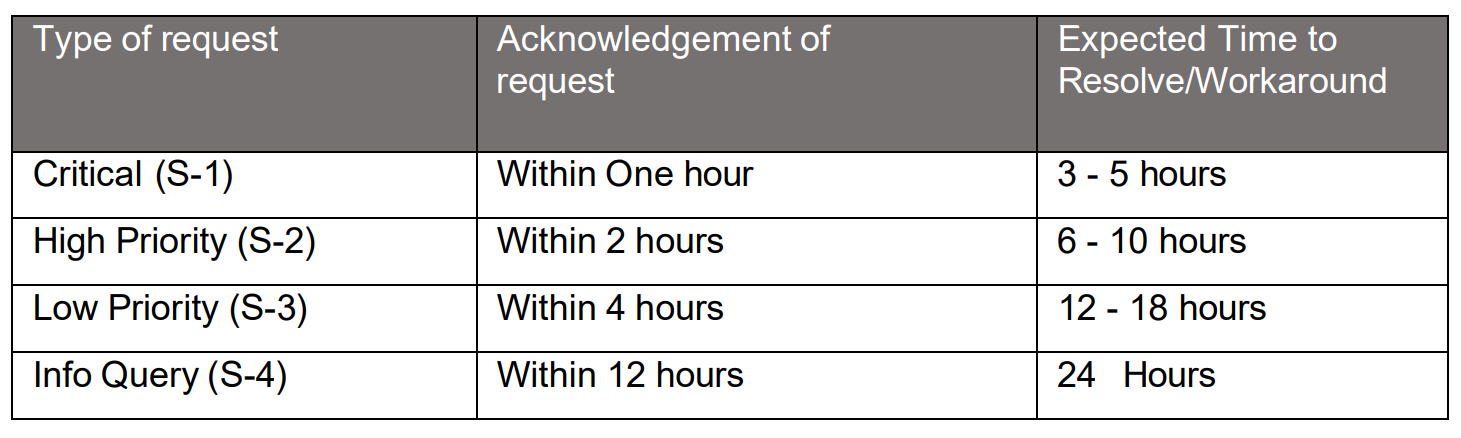 Type of request
Acknowledgement of
request
Expected Time to
Resolve/Workaround
Critical (S-1)
Within One hour
3 - 5 hours
High Priority (S-2)
Within 2 hours
6 - 10 hours
Low Priority (S-3)
Within 4 hours
12 - 18 hours
Info Query (S-4)
Within 12 hours
24   Hours